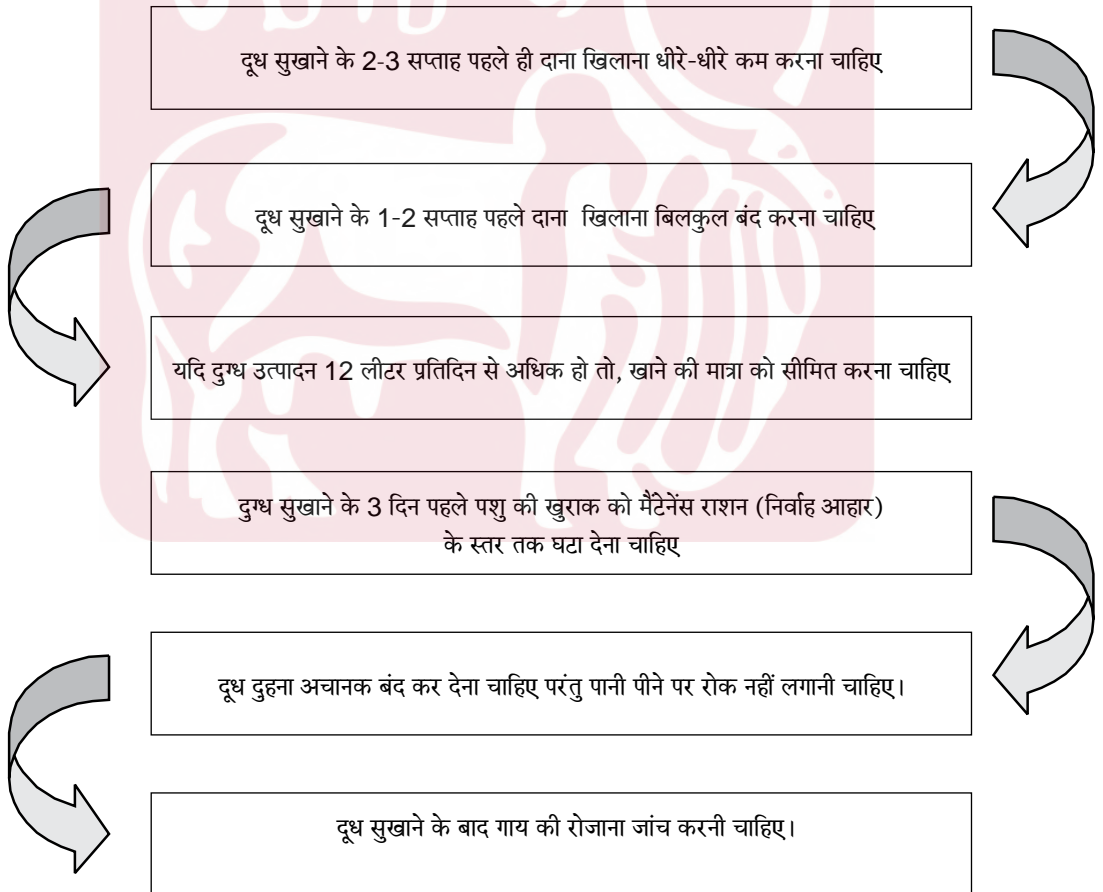 दूध सुखाने के 2-3 सप्ताह पहले ही दाना खिलाना धीरे-धीरे कम करना चाहिए
दूध सुखाने के 1-2 सप्ताह पहले दाना खिलाना बिलकुल बंद करना चाहिए
यदि दुग्ध उत्पादन 12 लीटर प्रतिदिन से अधिक हो तो, खाने की मात्रा को सीमित करना चाहिए
दुग्ध सुखाने के 3 दिन पहले पशु की खुराक को मैंटेनेंस राशन (निर्वाह आहार)
के स्तर तक घटा देना चाहिए
दूध दुहना अचानक बंद कर देना चाहिए परंतु पानी पीने पर रोक नहीं लगानी चाहिए।
दूध सुखाने के बाद गाय की रोजाना जांच करनी चाहिए।